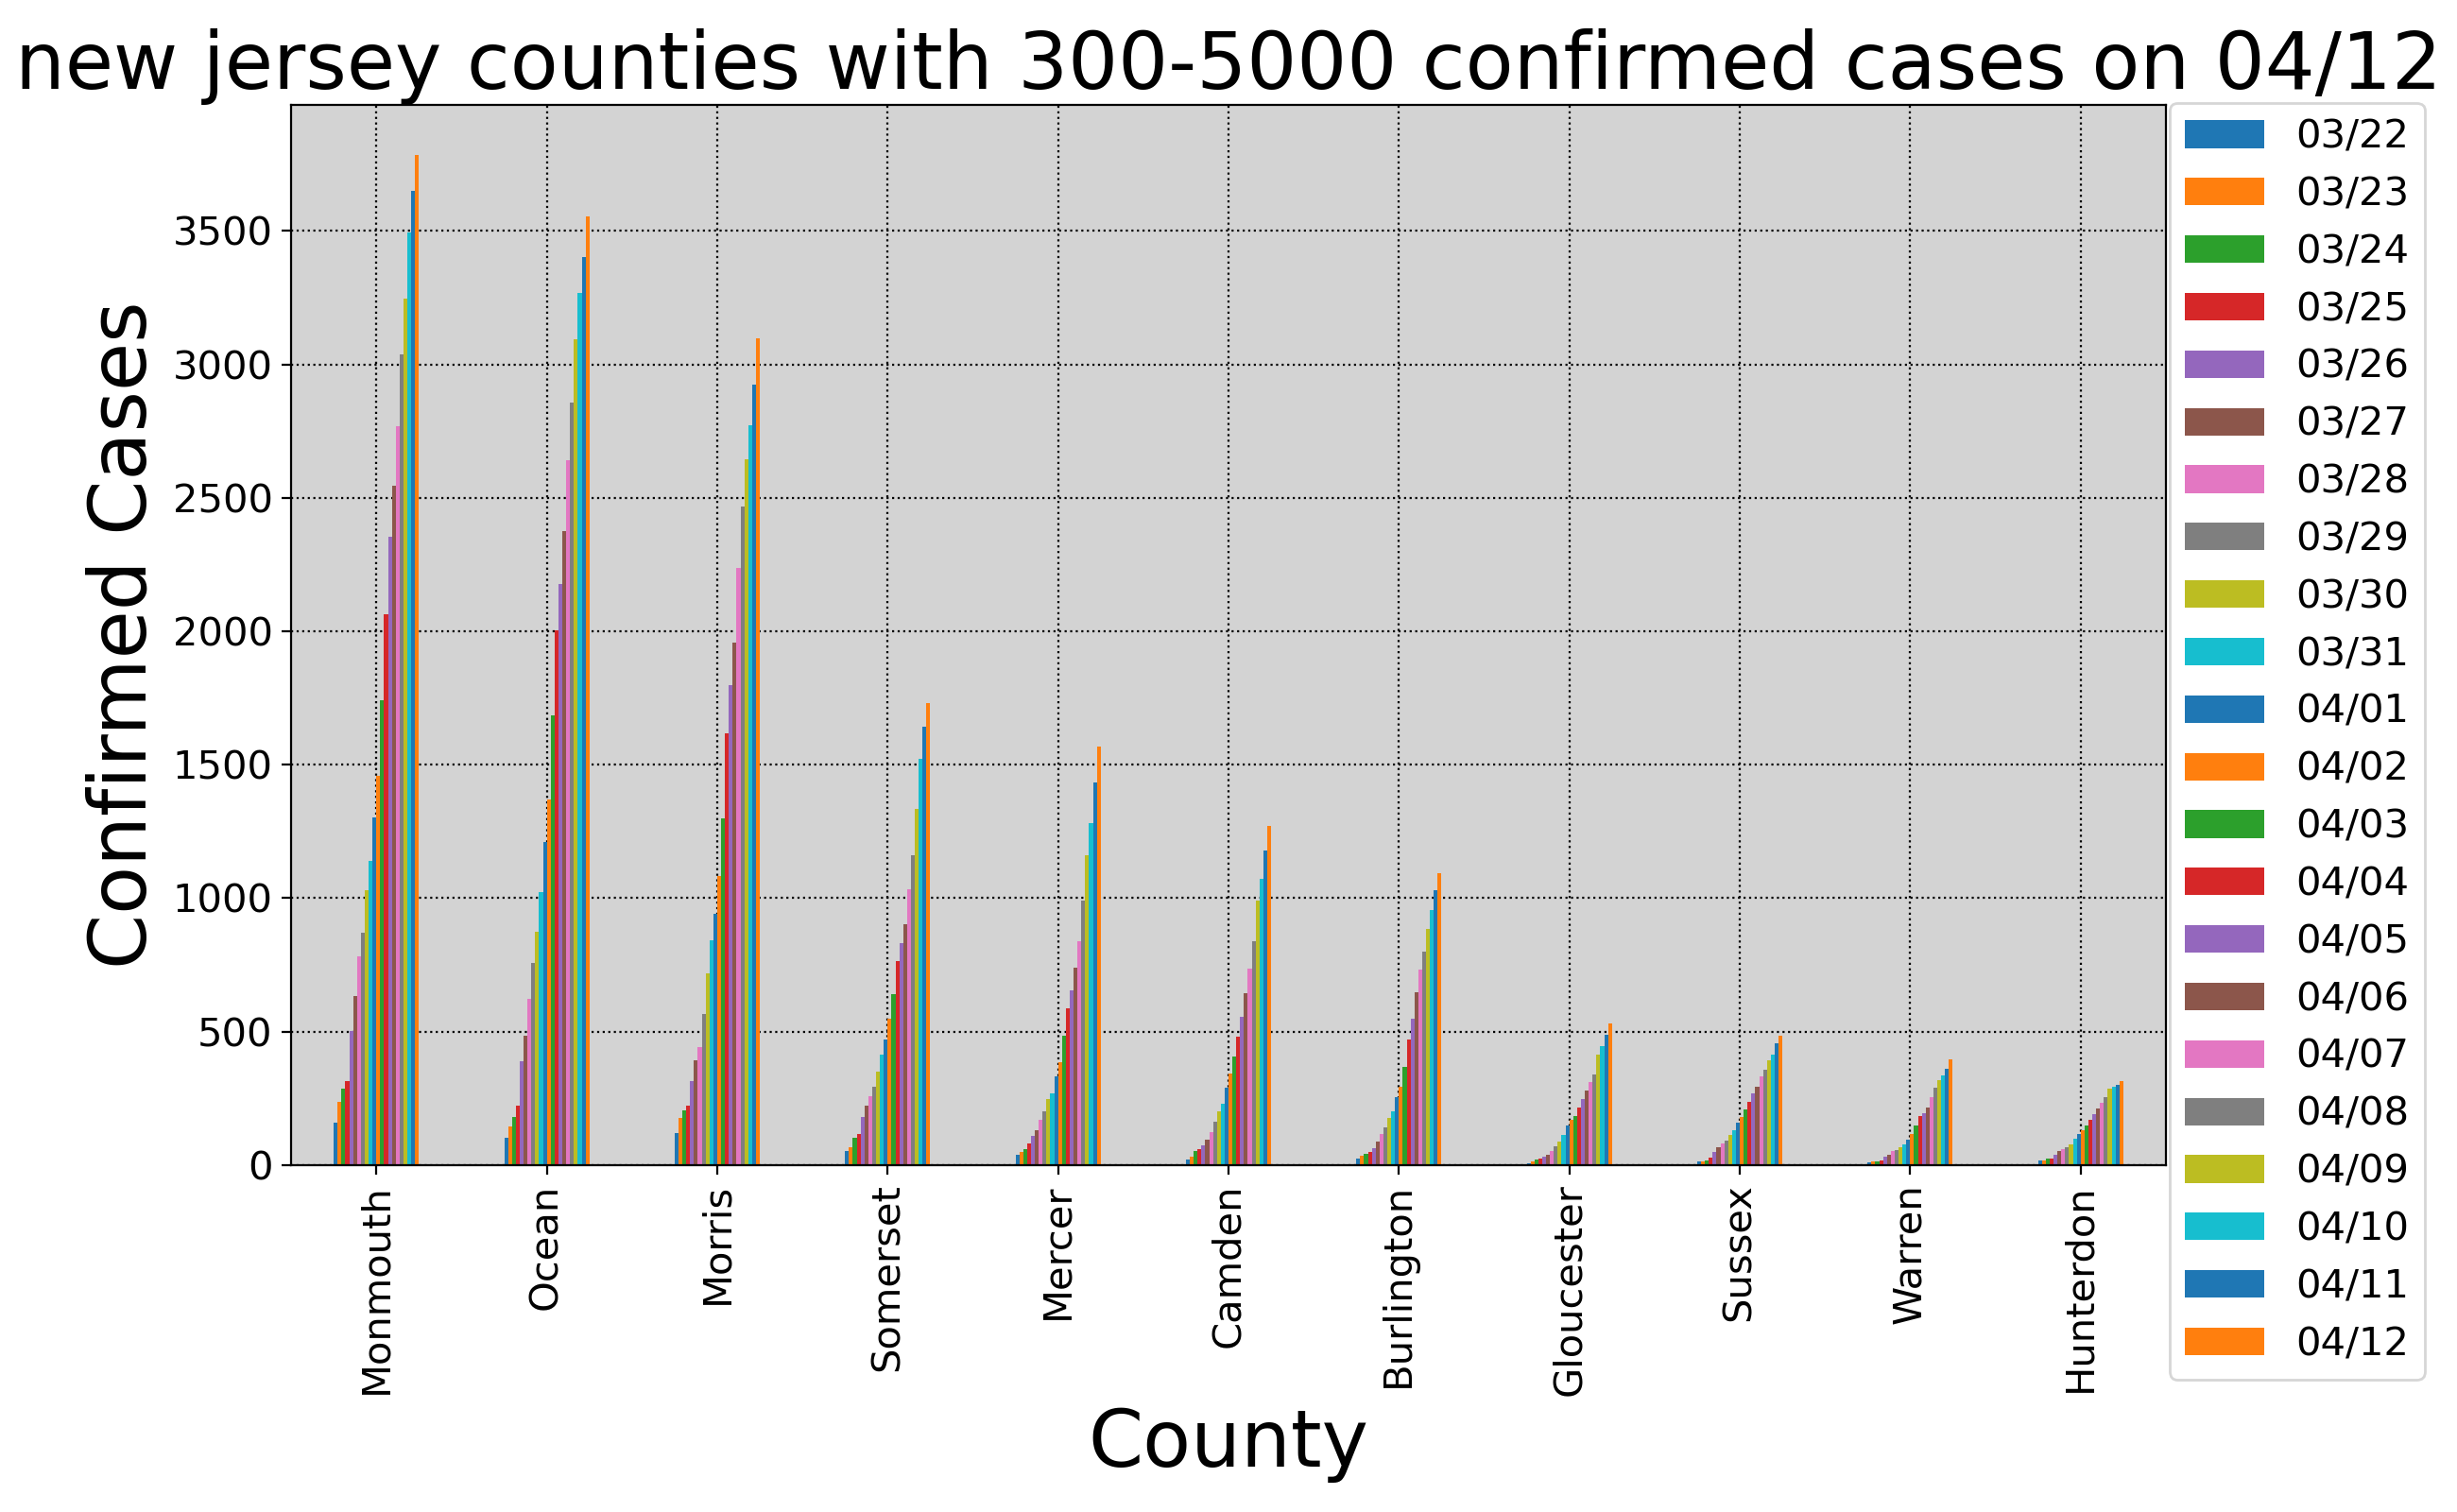 new jersey counties with 300-5000 confirmed cases on 04/12
Confirmed Cases
3500
3000
2500
2000
1500
1000
500
0
Monmouth
Ocean
Morris
Somerset
Mercer
Camden
Burlington
Gloucester
Sussex
Warren
Hunterdon
County
03/22
03/23
03/24
03/25
03/26
03/27
03/28
03/29
03/30
03/31
04/01
04/02
04/03
04/04
04/05
04/06
04/07
04/08
04/09
04/10
04/11
04/12